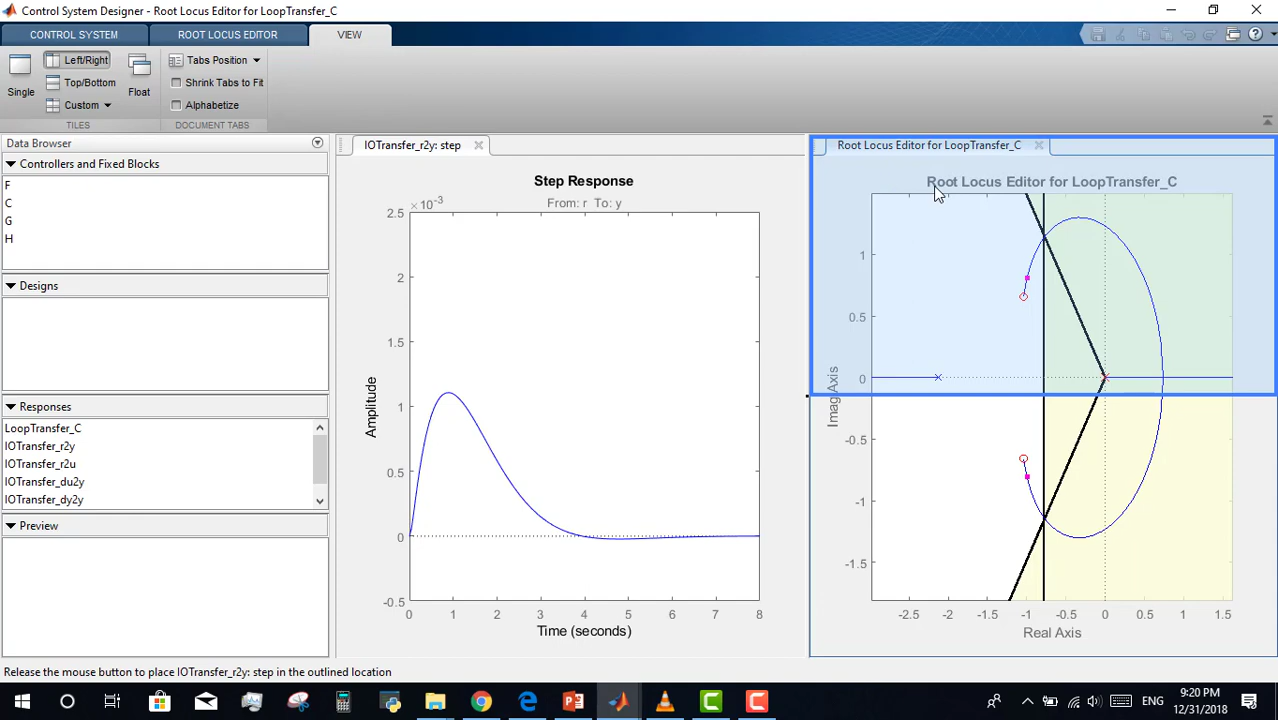 Control System Designer - Root Locus Editor for LoopTransfer_C
CONTROL SYSTEM
ROOT LOCUS EDITOR
VIEW
Single
Left/Right
Top/Bottom
Custom
Float
TILES
Tabs Position
Shrink Tabs to Fit
Alphabetize
DOCUMENT TABS
Data Browser
Controllers and Fixed Blocks
F
C
G
H
Designs
Responses
LoopTransfer_C
IOTransfer_r2y
IOTransfer_r2u
IOTransfer_du2y
IOTransfer_dy2y
Preview
IOTransfer_r2y: step
Step Response
From: r To: y
× 10⁻³
2.5
2
1.5
1
0.5
0
-0.5
Amplitude
0 1 2 3 4 5 6 7 8
Time (seconds)
Root Locus Editor for LoopTransfer_C
Root Locus Editor for LoopTransfer_C
1
0.5
0
-0.5
-1
-1.5
Imag Axis
-2.5 -2 -1.5 -1 -0.5 0 0.5 1 1.5
Real Axis
Release the mouse button to place IOTransfer_r2y: step in the outlined location
ENG
9:20 PM
12/31/2018